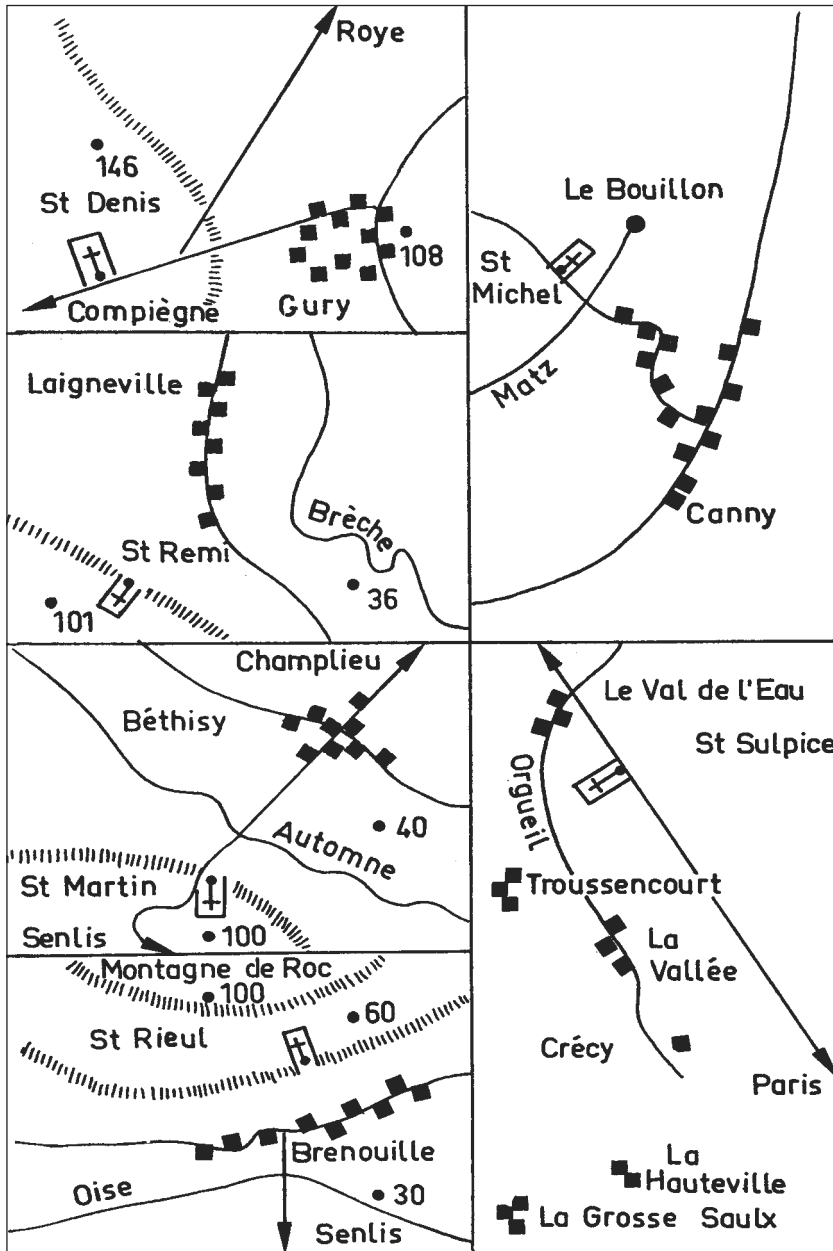 Roye
146
St Denis
108
Compiègne
Gury
Le Bouillon
St
Michel
Matz
Canny
Laigneville
Brèche
St Remi
36
101
Champlieu
Béthisy
40
Automne
St Martin
Senlis
100
Le Val de l'Eau
St Sulpice
Orgueil
Troussencourt
La
Vallée
Crécy
Paris
La
Hauteville
La Grosse Saulx
Montagne de Roc
100
60
St Rieul
Brenouille
Oise
30
Senlis